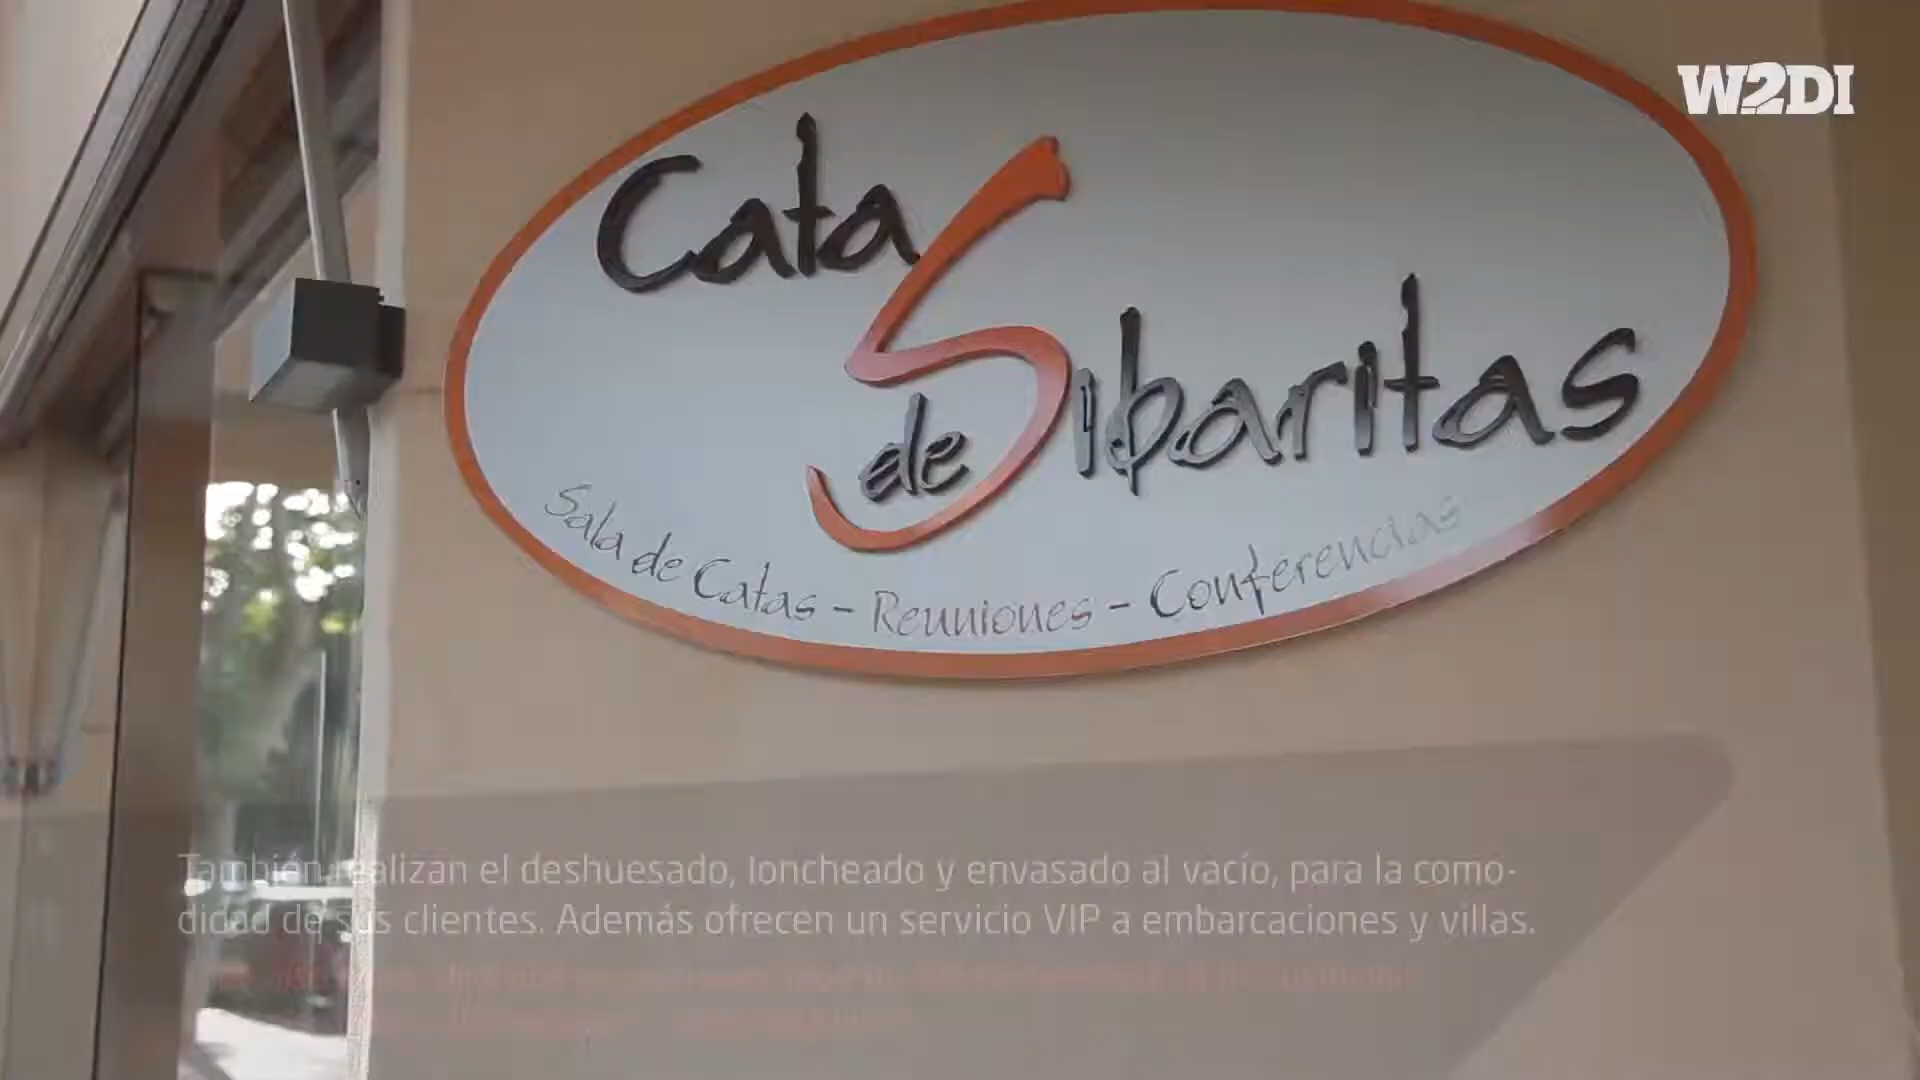 W2DI
Cata
de Sibaritas
Sala de Catas - Reuniones - Conferencias
También realizan el deshuesado, loncheado y envasado al vacío, para la como-
didad de sus clientes. Además ofrecen un servicio VIP a embarcaciones y villas.